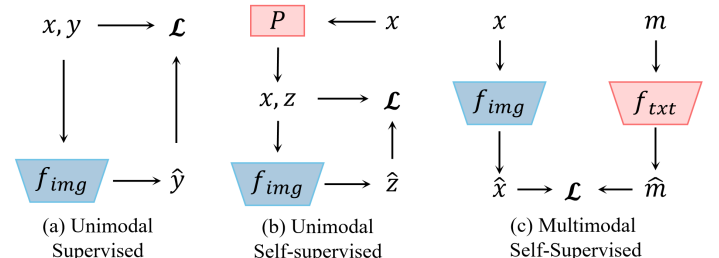 x, y
ℒ
f_img
ŷ
(a) Unimodal
Supervised
P
x
x, z
ℒ
f_img
ẑ
(b) Unimodal
Self-supervised
x
m
f_img
f_txt
x̂
ℒ
m̂
(c) Multimodal
Self-Supervised